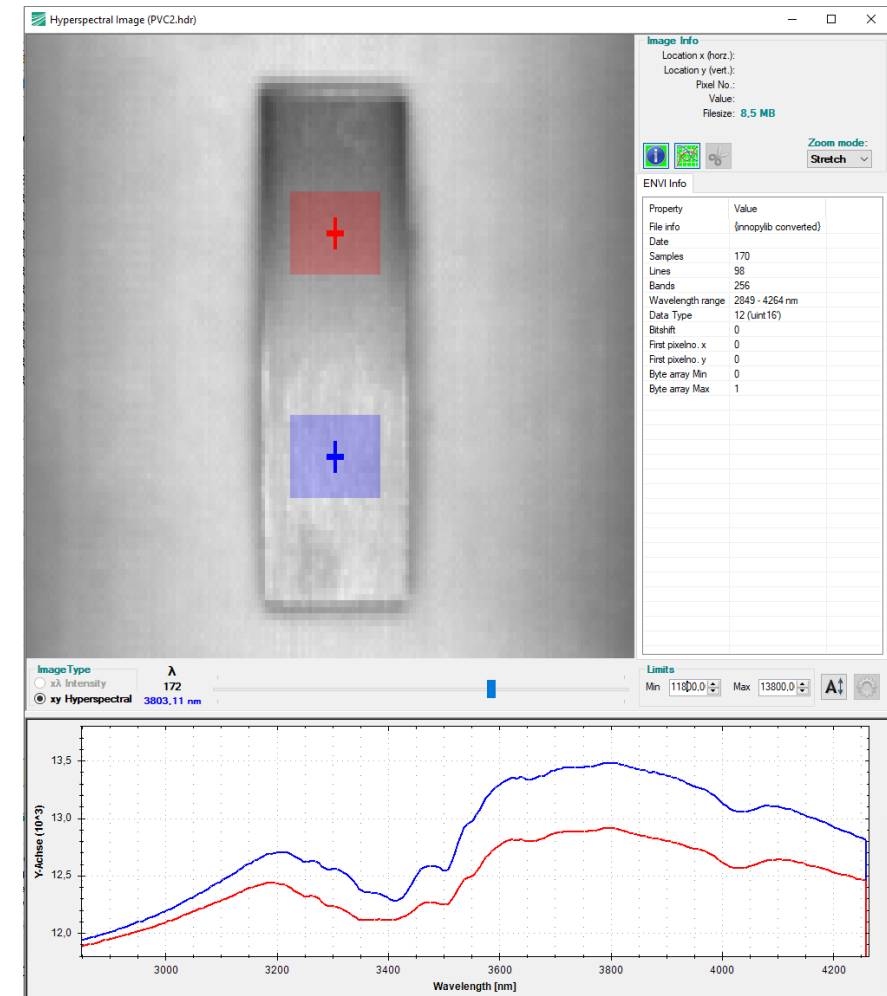 Hyperspectral Image (PVC2.hdr)
Image Info
Location x (horz.):
Location y (vert.):
Pixel No.:
Value:
Filesize: 8,5 MB
Zoom mode:
Stretch
ENVI Info
Property Value
File info {innopylib converted}
Date
Samples 170
Lines 98
Bands 256
Wavelength range 2849 - 4264 nm
Data Type 12 ('uint16')
Bitshift 0
First pixelno. x 0
First pixelno. y 0
Byte array Min 0
Byte array Max 1
Image Type
xλ Intensity
xy Hyperspectral
λ
172
3803,11 nm
Limits
Min 11800,0 Max 13800,0
A
Y-Achse (10^3)
13,5
13,0
12,5
12,0
3000 3200 3400 3600 3800 4000 4200
Wavelength [nm]